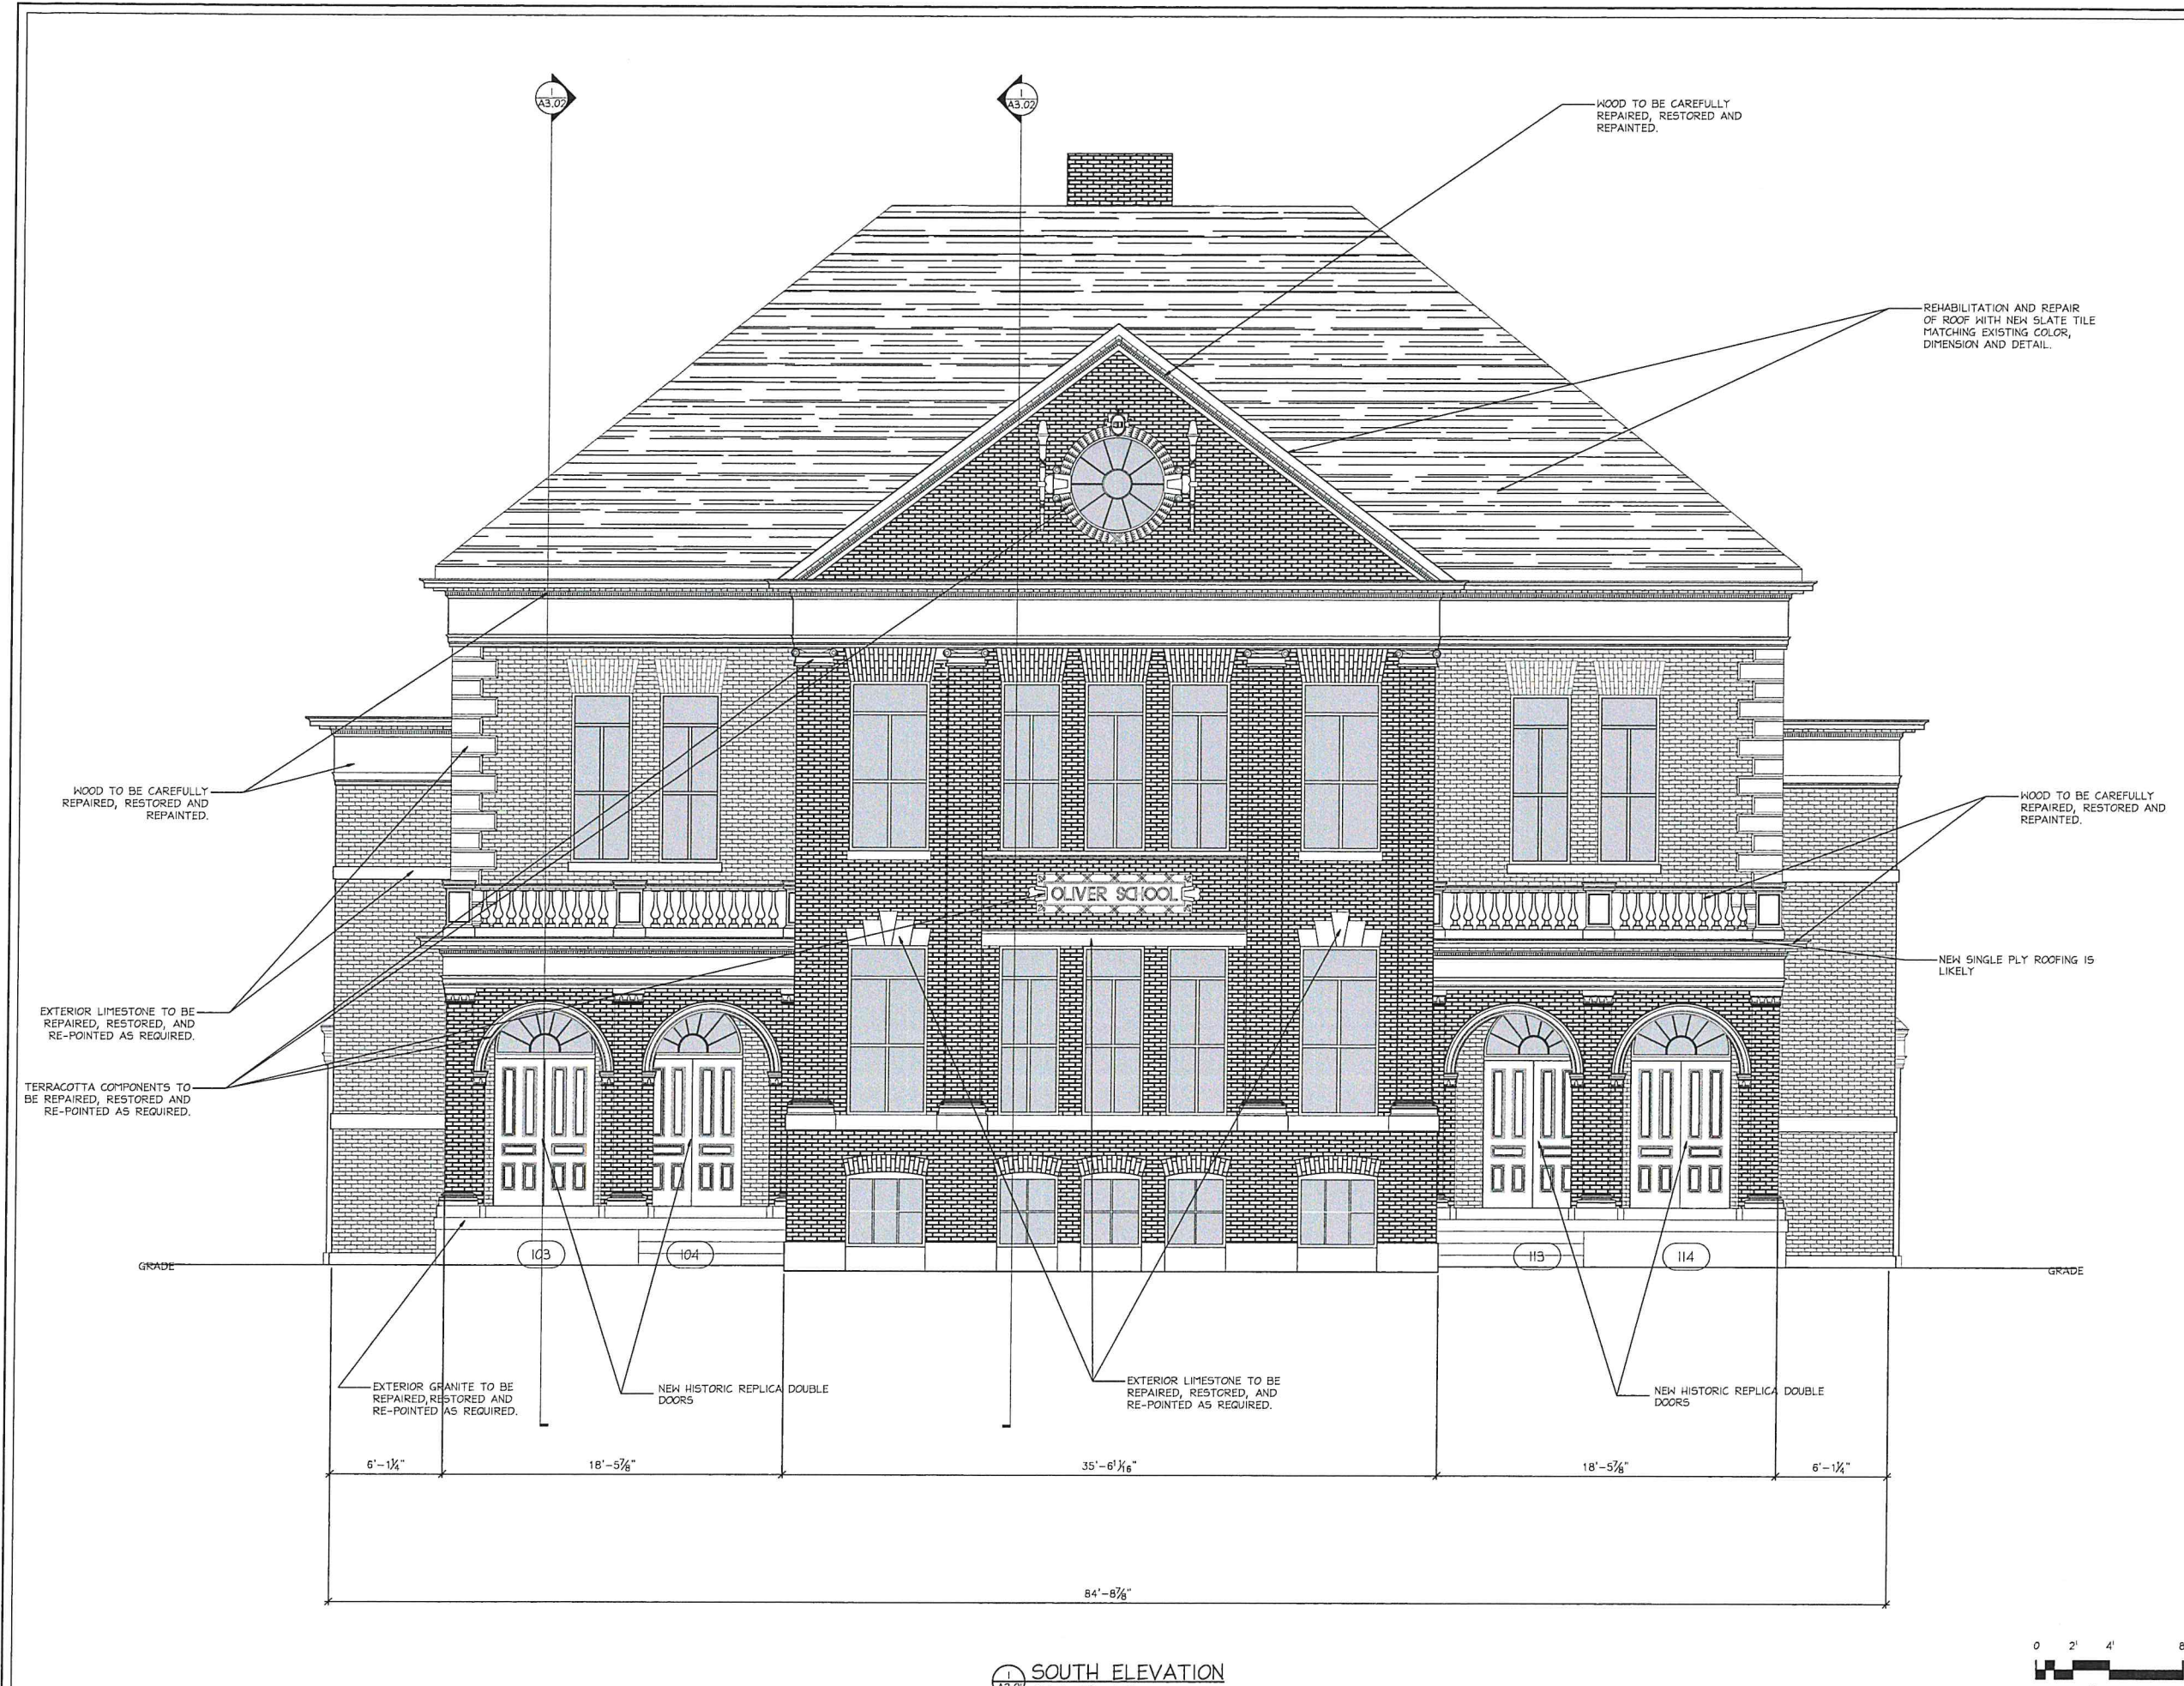 1
A3.02
1
A3.02
WOOD TO BE CAREFULLY
REPAIRED, RESTORED AND
REPAINTED.
REHABILITATION AND REPAIR
OF ROOF WITH NEW SLATE TILE
MATCHING EXISTING COLOR,
DIMENSION AND DETAIL.
WOOD TO BE CAREFULLY
REPAIRED, RESTORED AND
REPAINTED.
WOOD TO BE CAREFULLY
REPAIRED, RESTORED AND
REPAINTED.
OLIVER SCHOOL
NEW SINGLE PLY ROOFING IS
LIKELY
EXTERIOR LIMESTONE TO BE
REPAIRED, RESTORED, AND
RE-POINTED AS REQUIRED.
TERRACOTTA COMPONENTS TO
BE REPAIRED, RESTORED AND
RE-POINTED AS REQUIRED.
103
104
113
114
GRADE
GRADE
EXTERIOR GRANITE TO BE
REPAIRED, RESTORED AND
RE-POINTED AS REQUIRED.
NEW HISTORIC REPLICA DOUBLE
DOORS
EXTERIOR LIMESTONE TO BE
REPAIRED, RESTORED, AND
RE-POINTED AS REQUIRED.
NEW HISTORIC REPLICA DOUBLE
DOORS
6'-1¼"
18'-5⅞"
35'-6 1/16"
18'-5⅞"
6'-1¼"
84'-8⅞"
0 2' 4' 8
1
SOUTH ELEVATION